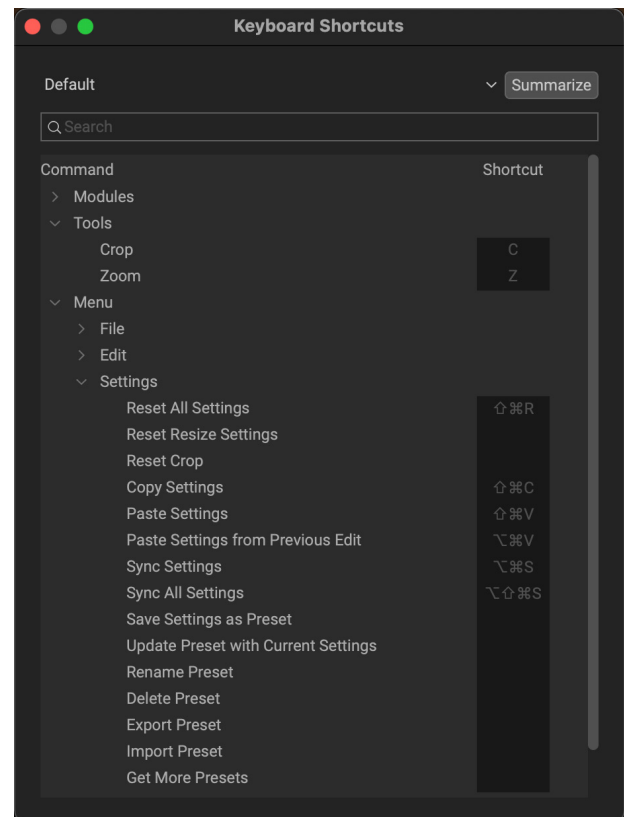 Keyboard Shortcuts
Default
Summarize
Search
Command Shortcut
Modules
Tools
Crop C
Zoom Z
Menu
File
Edit
Settings
Reset All Settings ⇧⌘R
Reset Resize Settings
Reset Crop
Copy Settings ⇧⌘C
Paste Settings ⇧⌘V
Paste Settings from Previous Edit ⌥⌘V
Sync Settings ⌥⌘S
Sync All Settings ⌥⇧⌘S
Save Settings as Preset
Update Preset with Current Settings
Rename Preset
Delete Preset
Export Preset
Import Preset
Get More Presets